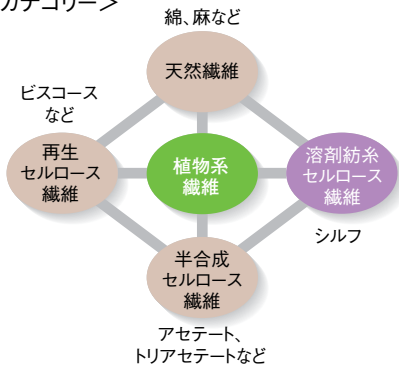 カテゴリー＞
綿、麻など
天然繊維
ビスコース
など
再生
セルロース
繊維
植物系
繊維
溶剤紡糸
セルロース
繊維
シルフ
半合成
セルロース
繊維
アセテート、
トリアセテートなど